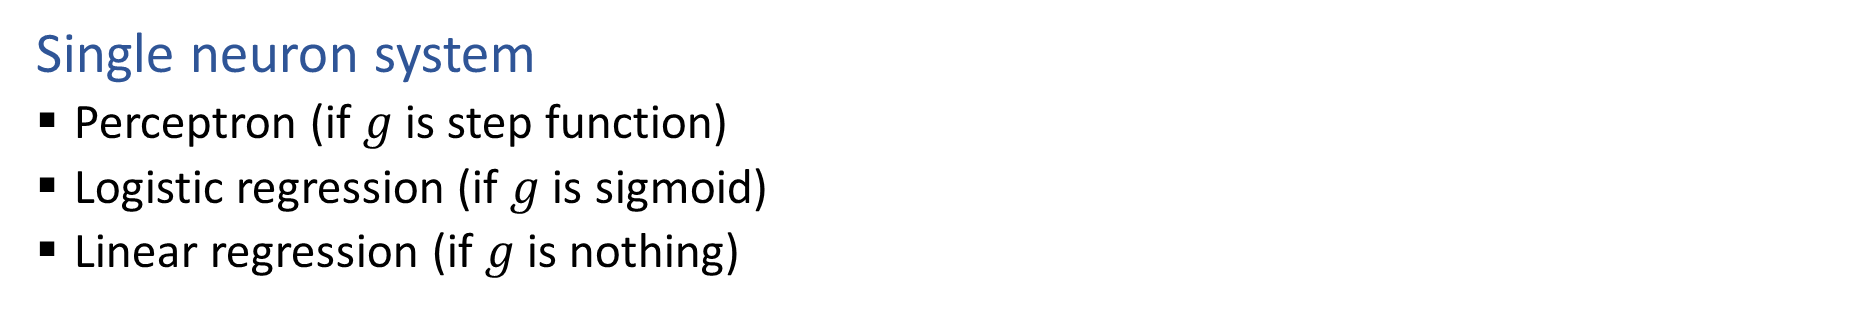 Single neuron system
▪ Perceptron (if g is step function)
▪ Logistic regression (if g is sigmoid)
▪ Linear regression (if g is nothing)